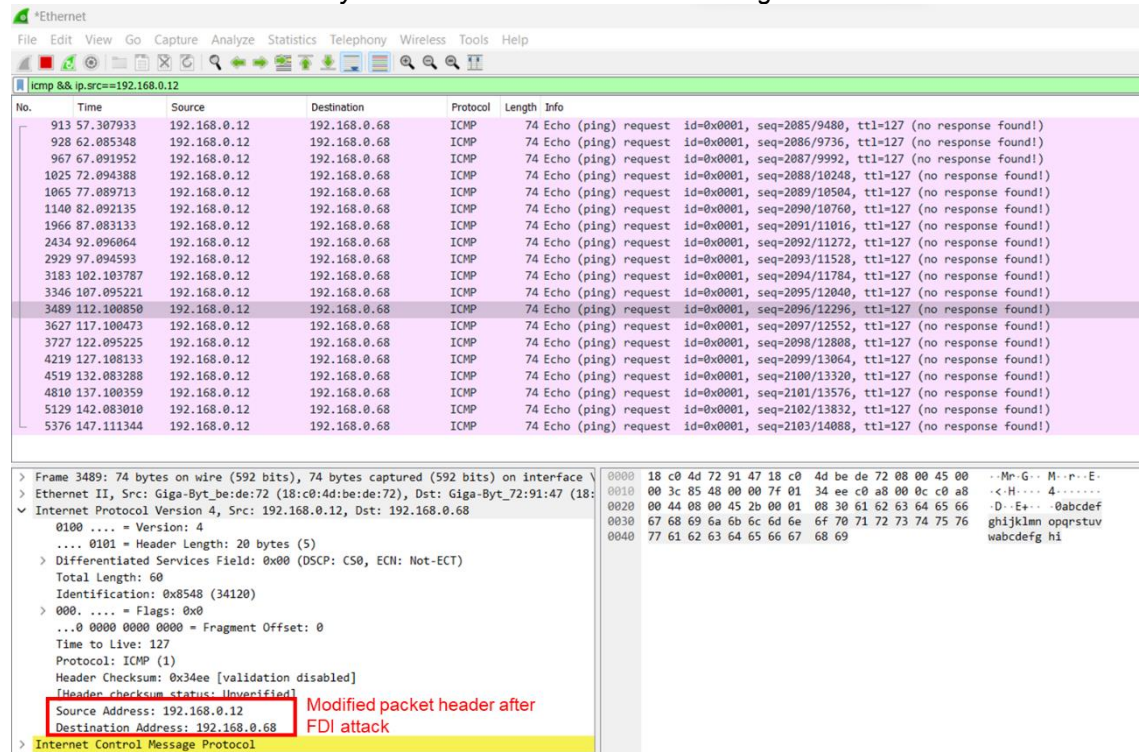 *Ethernet
File Edit View Go Capture Analyze Statistics Telephony Wireless Tools Help
icmp && ip.src==192.168.0.12
No. Time Source Destination Protocol Length Info
913 57.307933 192.168.0.12 192.168.0.68 ICMP 74 Echo (ping) request id=0x0001, seq=2085/9480, ttl=127 (no response found!)
928 62.085348 192.168.0.12 192.168.0.68 ICMP 74 Echo (ping) request id=0x0001, seq=2086/9736, ttl=127 (no response found!)
967 67.091952 192.168.0.12 192.168.0.68 ICMP 74 Echo (ping) request id=0x0001, seq=2087/9992, ttl=127 (no response found!)
1025 72.094388 192.168.0.12 192.168.0.68 ICMP 74 Echo (ping) request id=0x0001, seq=2088/10248, ttl=127 (no response found!)
1065 77.089713 192.168.0.12 192.168.0.68 ICMP 74 Echo (ping) request id=0x0001, seq=2089/10504, ttl=127 (no response found!)
1140 82.092135 192.168.0.12 192.168.0.68 ICMP 74 Echo (ping) request id=0x0001, seq=2090/10760, ttl=127 (no response found!)
1966 87.083133 192.168.0.12 192.168.0.68 ICMP 74 Echo (ping) request id=0x0001, seq=2091/11016, ttl=127 (no response found!)
2434 92.096064 192.168.0.12 192.168.0.68 ICMP 74 Echo (ping) request id=0x0001, seq=2092/11272, ttl=127 (no response found!)
2929 97.094593 192.168.0.12 192.168.0.68 ICMP 74 Echo (ping) request id=0x0001, seq=2093/11528, ttl=127 (no response found!)
3183 102.103787 192.168.0.12 192.168.0.68 ICMP 74 Echo (ping) request id=0x0001, seq=2094/11784, ttl=127 (no response found!)
3346 107.095221 192.168.0.12 192.168.0.68 ICMP 74 Echo (ping) request id=0x0001, seq=2095/12040, ttl=127 (no response found!)
3489 112.100850 192.168.0.12 192.168.0.68 ICMP 74 Echo (ping) request id=0x0001, seq=2096/12296, ttl=127 (no response found!)
3627 117.100473 192.168.0.12 192.168.0.68 ICMP 74 Echo (ping) request id=0x0001, seq=2097/12552, ttl=127 (no response found!)
3727 122.095225 192.168.0.12 192.168.0.68 ICMP 74 Echo (ping) request id=0x0001, seq=2098/12808, ttl=127 (no response found!)
4219 127.108133 192.168.0.12 192.168.0.68 ICMP 74 Echo (ping) request id=0x0001, seq=2099/13064, ttl=127 (no response found!)
4519 132.083288 192.168.0.12 192.168.0.68 ICMP 74 Echo (ping) request id=0x0001, seq=2100/13320, ttl=127 (no response found!)
4810 137.100359 192.168.0.12 192.168.0.68 ICMP 74 Echo (ping) request id=0x0001, seq=2101/13576, ttl=127 (no response found!)
5129 142.083010 192.168.0.12 192.168.0.68 ICMP 74 Echo (ping) request id=0x0001, seq=2102/13832, ttl=127 (no response found!)
5376 147.111344 192.168.0.12 192.168.0.68 ICMP 74 Echo (ping) request id=0x0001, seq=2103/14088, ttl=127 (no response found!)
> Frame 3489: 74 bytes on wire (592 bits), 74 bytes captured (592 bits) on interface \
> Ethernet II, Src: Giga-Byt_be:de:72 (18:c0:4d:be:de:72), Dst: Giga-Byt_72:91:47 (18:
Internet Protocol Version 4, Src: 192.168.0.12, Dst: 192.168.0.68
0100 .... = Version: 4
.... 0101 = Header Length: 20 bytes (5)
> Differentiated Services Field: 0x00 (DSCP: CS0, ECN: Not-ECT)
Total Length: 60
Identification: 0x8548 (34120)
> 000. .... = Flags: 0x0
...0 0000 0000 0000 = Fragment Offset: 0
Time to Live: 127
Protocol: ICMP (1)
Header Checksum: 0x34ee [validation disabled]
[Header checksum status: Unverified]
Source Address: 192.168.0.12
Destination Address: 192.168.0.68
> Internet Control Message Protocol
Modified packet header after
FDI attack
0000 18 c0 4d 72 91 47 18 c0 4d be de 72 08 00 45 00 ··Mr·G·· M··r··E·
0010 00 3c 85 48 00 00 7f 01 34 ee c0 a8 00 0c c0 a8 ·<·H···· 4·······
0020 00 44 08 00 45 2b 00 01 08 30 61 62 63 64 65 66 ·D··E+·· ·0abcdef
0030 67 68 69 6a 6b 6c 6d 6e 6f 70 71 72 73 74 75 76 ghijklmn opqrstuv
0040 77 61 62 63 64 65 66 67 68 69 wabcdefg hi